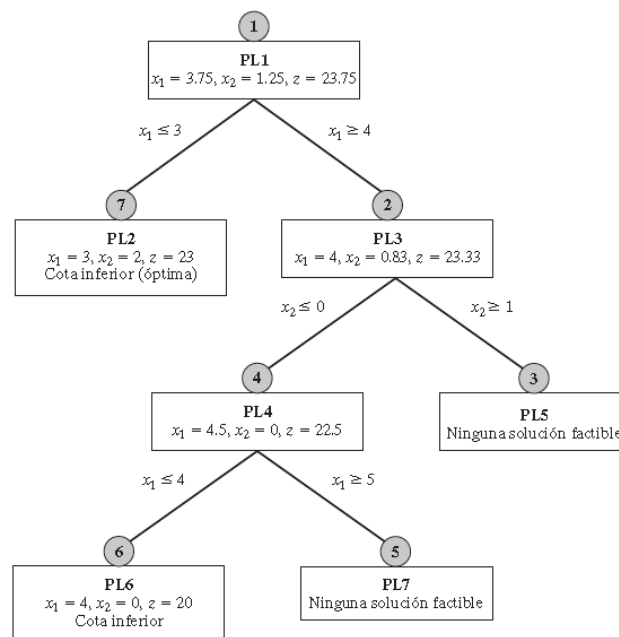 1
PL1
x₁ = 3.75, x₂ = 1.25, z = 23.75
x₁ ≤ 3
x₁ ≥ 4
7
PL2
x₁ = 3, x₂ = 2, z = 23
Cota inferior (óptima)
2
PL3
x₁ = 4, x₂ = 0.83, z = 23.33
x₂ ≤ 0
x₂ ≥ 1
4
PL4
x₁ = 4.5, x₂ = 0, z = 22.5
3
PL5
Ninguna solución factible
x₁ ≤ 4
x₁ ≥ 5
6
PL6
x₁ = 4, x₂ = 0, z = 20
Cota inferior
5
PL7
Ninguna solución factible